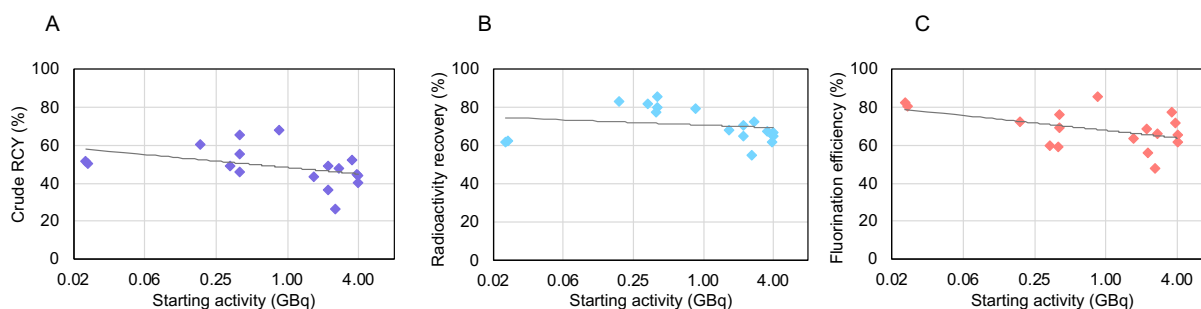 A
Crude RCY (%)
100
80
60
40
20
0
0.02 0.06 0.25 1.00 4.00
Starting activity (GBq)
B
Radioactivity recovery (%)
100
80
60
40
20
0
0.02 0.06 0.25 1.00 4.00
Starting activity (GBq)
C
Fluorination efficiency (%)
100
80
60
40
20
0
0.02 0.06 0.25 1.00 4.00
Starting activity (GBq)